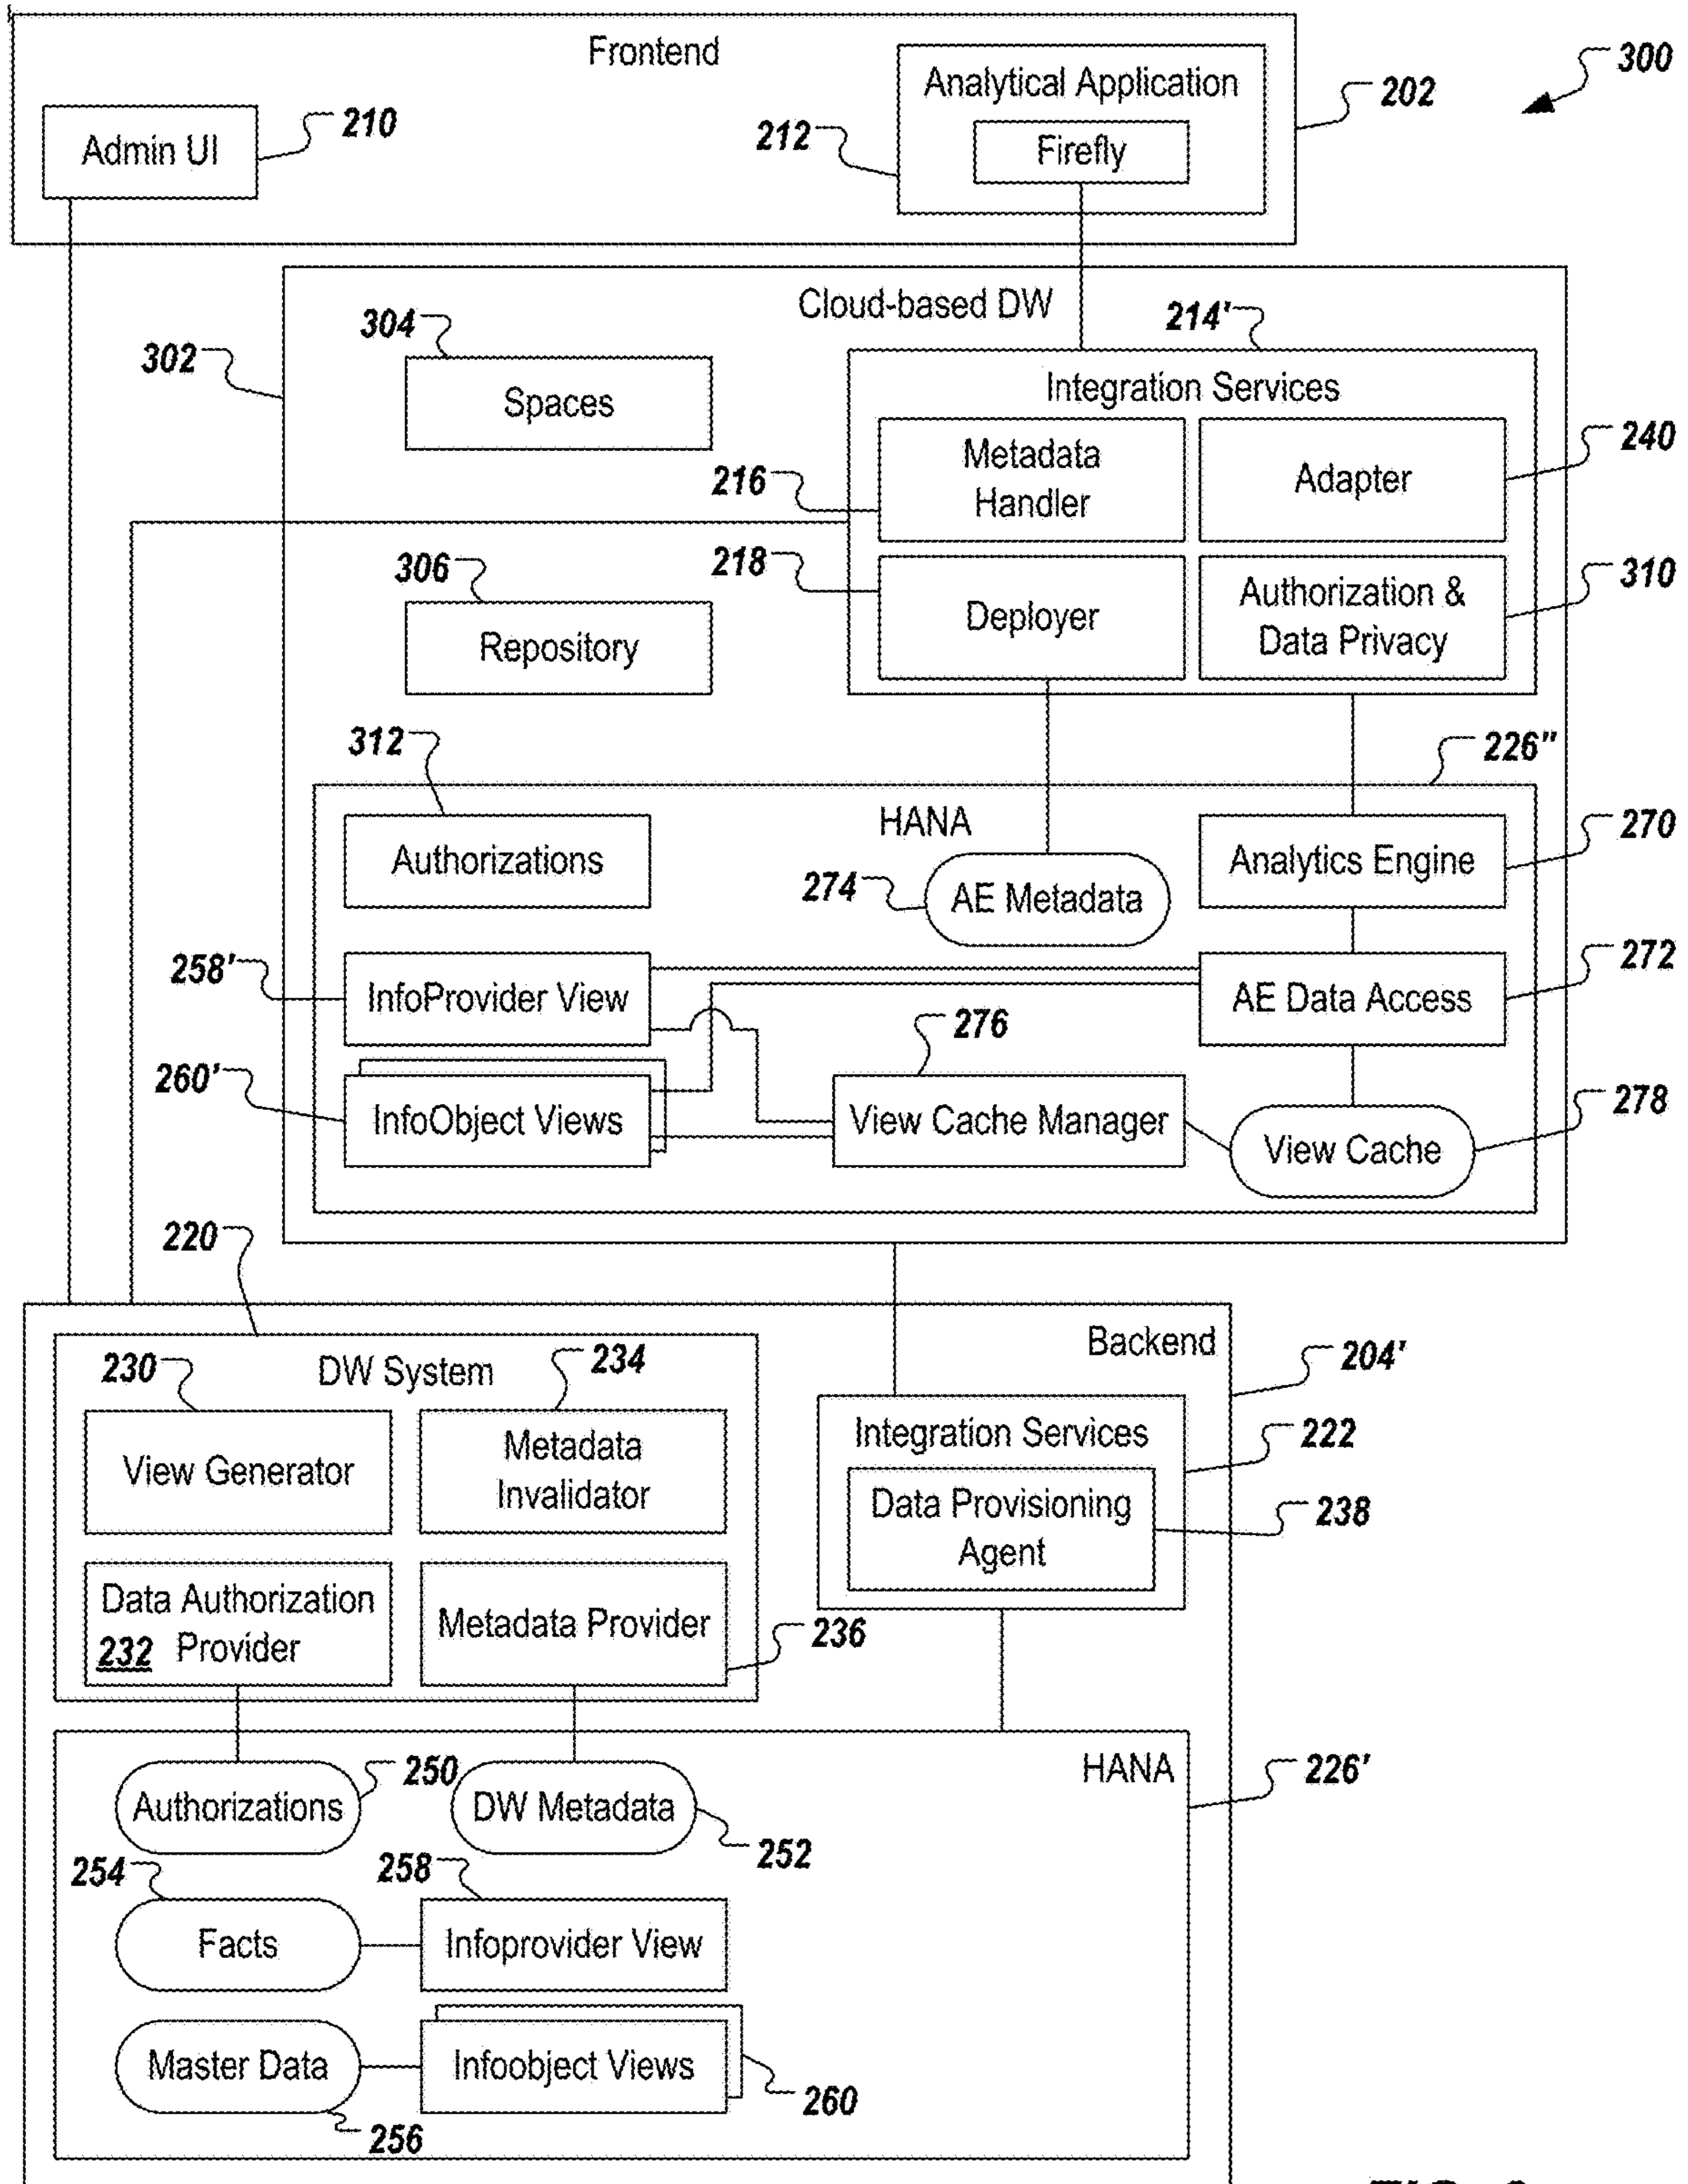 Frontend
300
Analytical Application
202
210
212
Admin UI
Firefly
Cloud-based DW
304
214'
302
Integration Services
Spaces
Metadata
Handler
240
Adapter
216
306
218
310
Deployer
Authorization &
Data Privacy
Repository
312
226"
HANA
270
Authorizations
Analytics Engine
274
AE Metadata
258'
272
InfoProvider View
AE Data Access
276
260'
278
InfoObject Views
View Cache Manager
View Cache
220
Backend
204'
230
DW System
234
222
Integration Services
View Generator
Metadata
Invalidator
Data Provisioning
Agent
238
Data Authorization
232 Provider
Metadata Provider
236
HANA
226'
250
Authorizations
DW Metadata
252
254
258
Facts
Infoprovider View
Master Data
Infoobject Views
260
256